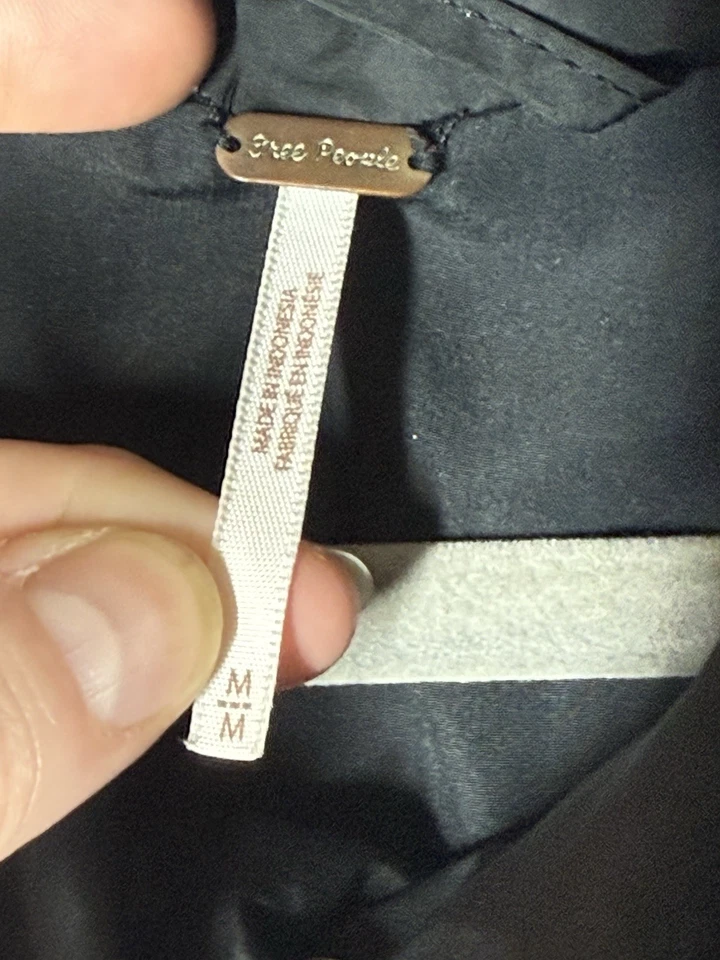 Free People
MADE IN INDONESIA
FABRIQUÉ EN INDONÉSIE
M
M